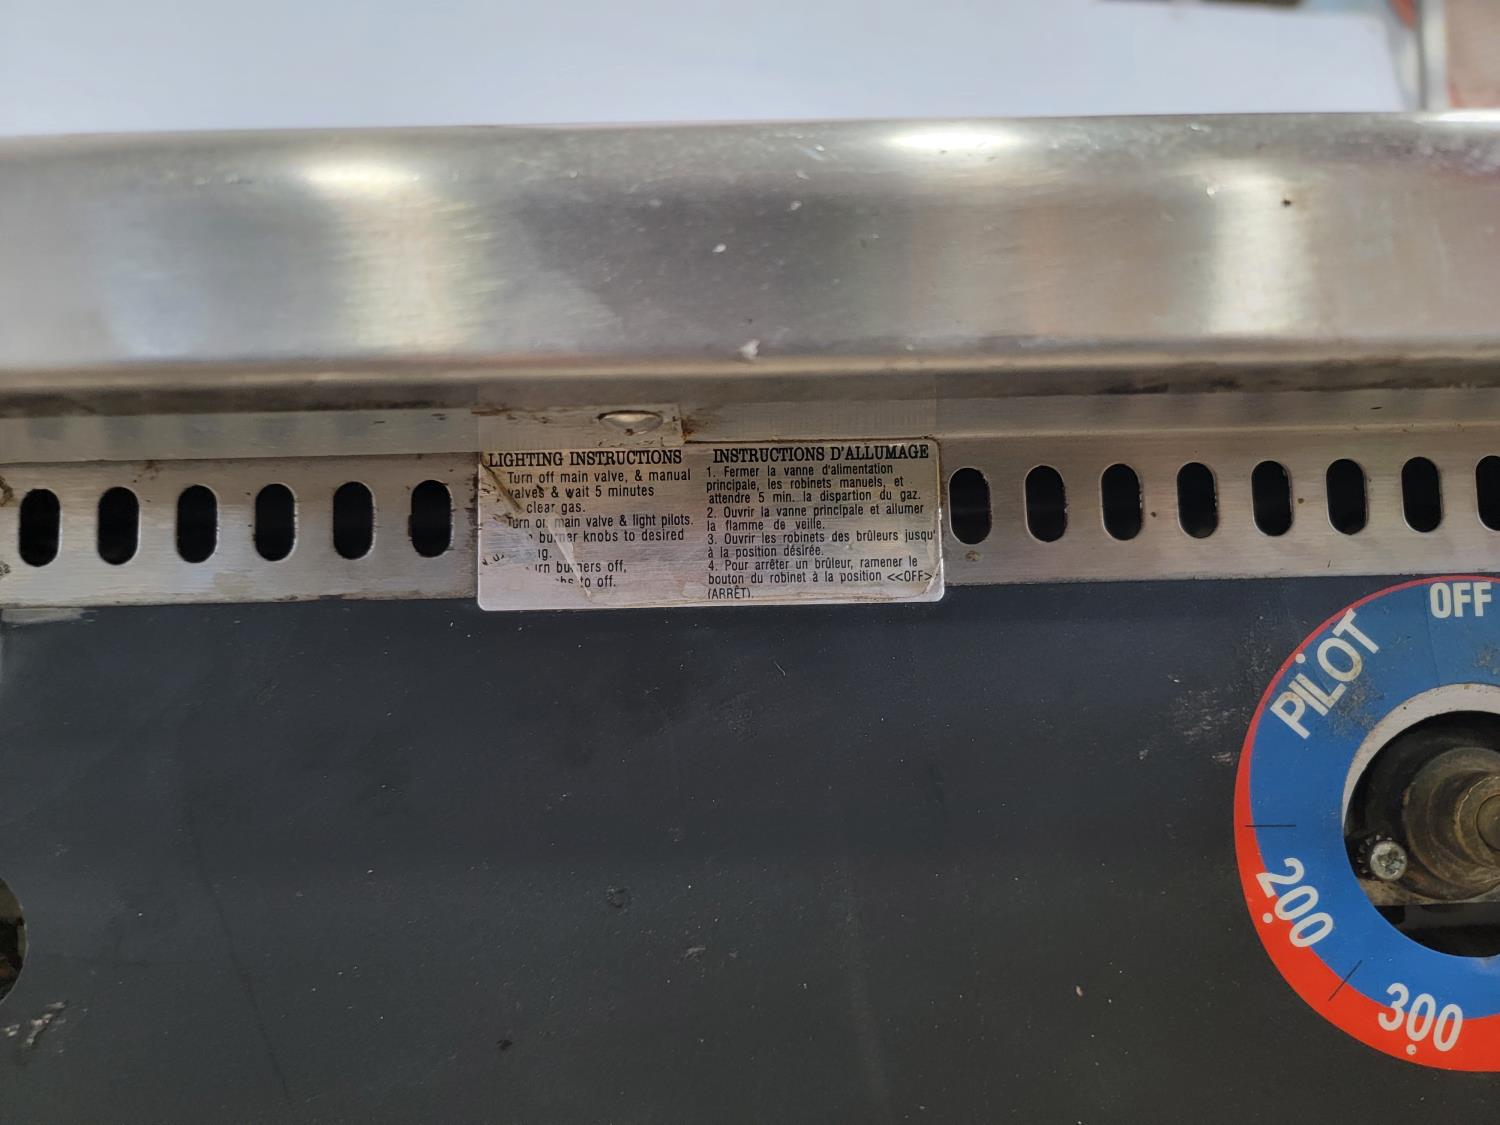 LIGHTING INSTRUCTIONS
Turn off main valve, & manual
valves & wait 5 minutes
clear gas.
Turn on main valve & light pilots.
burner knobs to desired
burners off,
to off.
INSTRUCTIONS D'ALLUMAGE
1. Fermer la vanne d'alimentation
principale, les robinets manuels, et
attendre 5 min. la dispartion du gaz.
2. Ouvrir la vanne principale et allumer
la flamme de veille.
3. Ouvrir les robinets des brûleurs jusqu'
à la position désirée.
4. Pour arrêter un brûleur, ramener le
bouton du robinet à la position <<OFF>
(ARRÊT).
OFF
PILOT
200
300